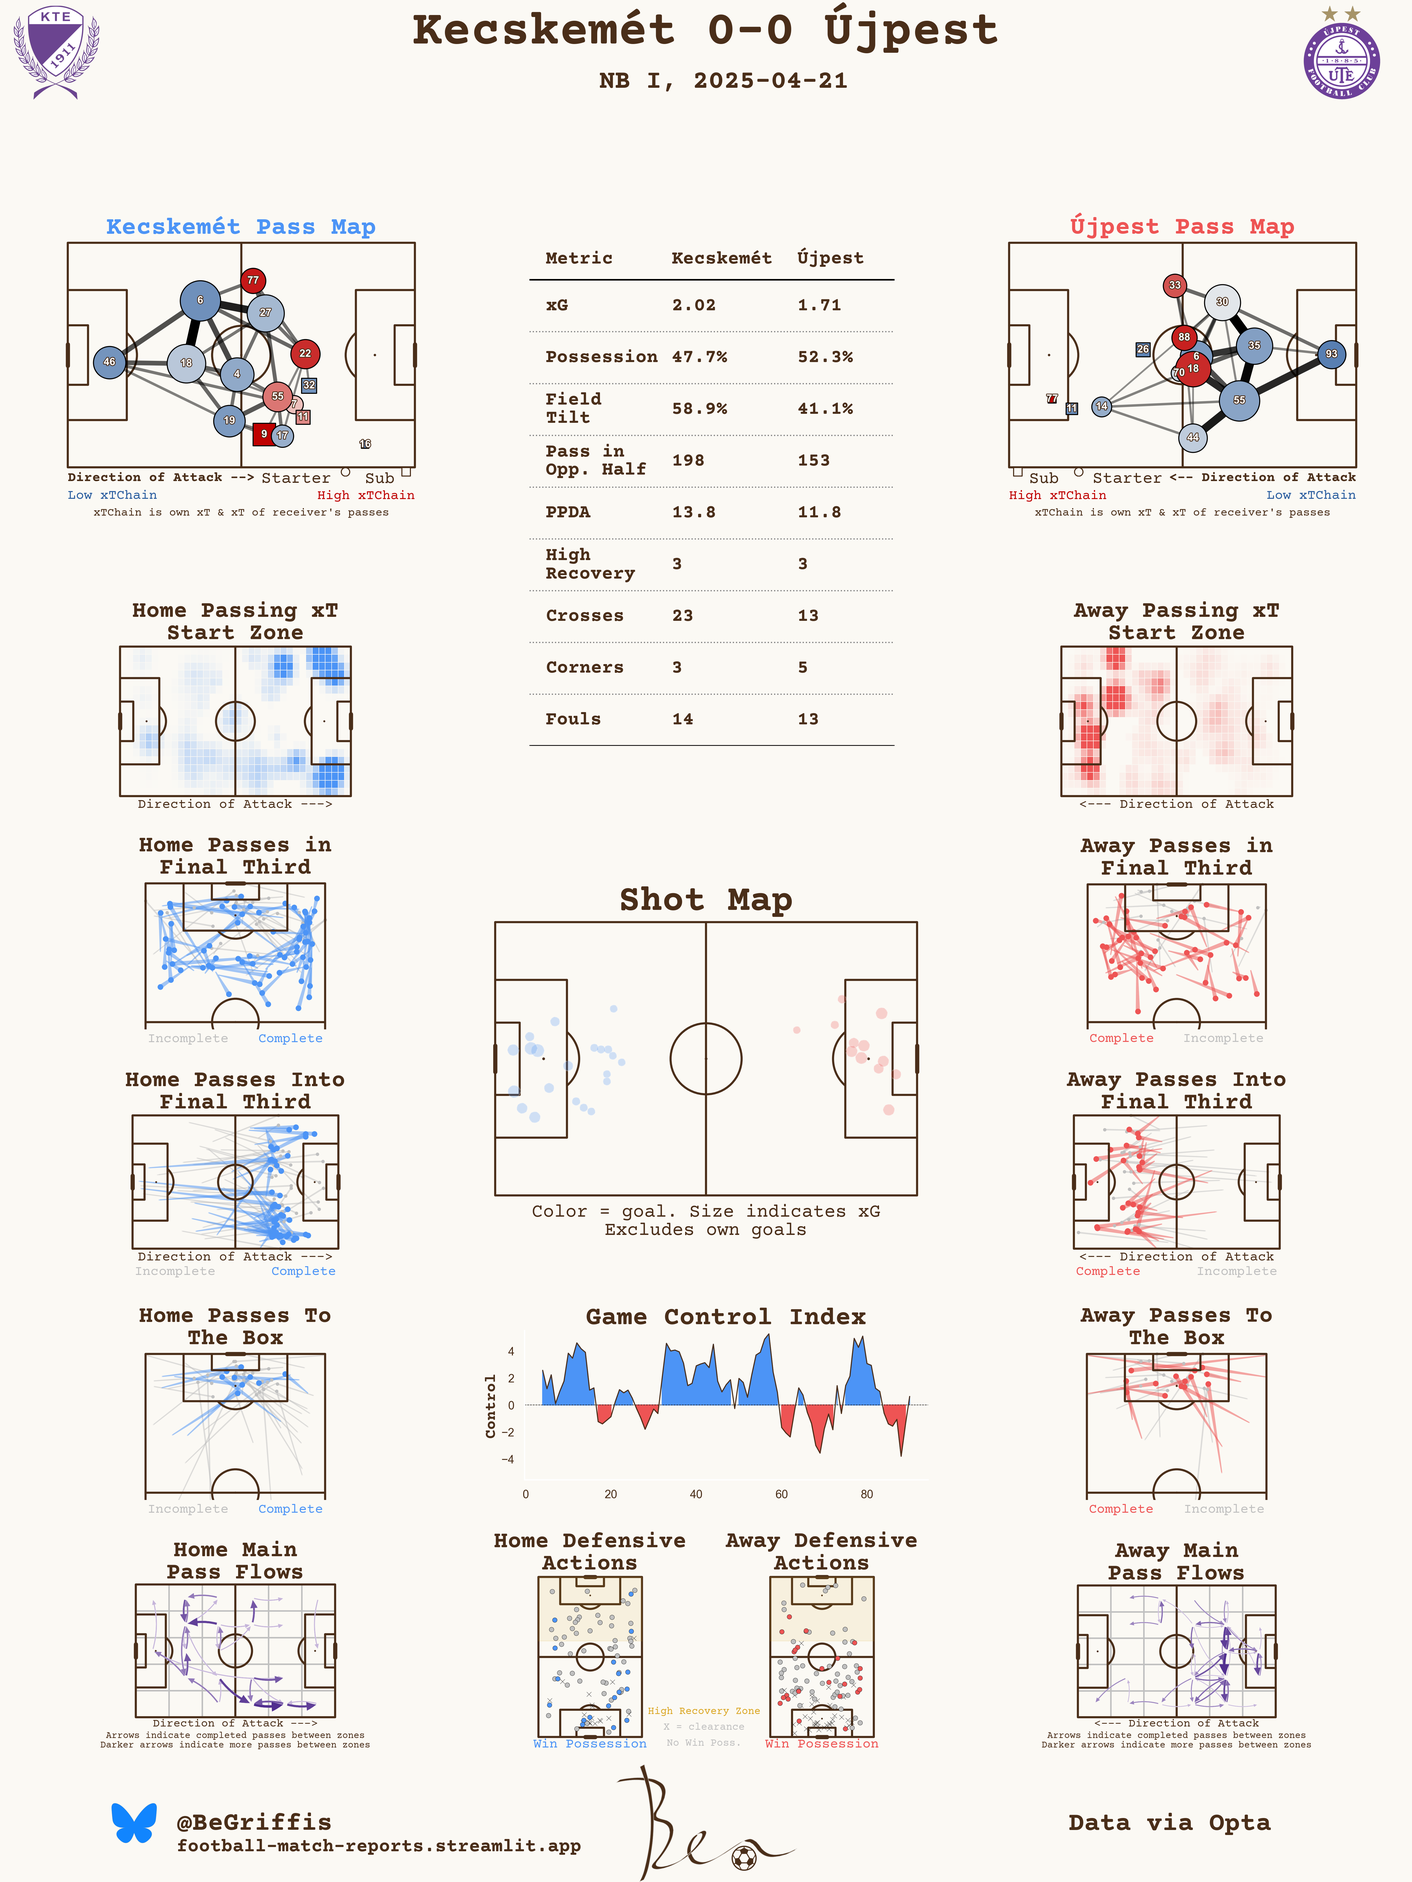 KTE
1911
Kecskemét 0-0 Újpest
NB I, 2025-04-21
ÚJPEST
·1·8·8·5·
UTE
FOOTBALL CLUB
Kecskemét Pass Map
77
6
27
46
18
22
4
32
55
7
11
19
9
17
16
Direction of Attack --> Starter Sub
Low xTChain High xTChain
xTChain is own xT & xT of receiver's passes
Metric Kecskemét Újpest
xG 2.02 1.71
Possession 47.7% 52.3%
Field
Tilt 58.9% 41.1%
Pass in
Opp. Half 198 153
PPDA 13.8 11.8
High
Recovery 3 3
Crosses 23 13
Corners 3 5
Fouls 14 13
Újpest Pass Map
33
30
88
26
6
35
93
70
18
77
11
14
55
44
Sub Starter <-- Direction of Attack
High xTChain Low xTChain
xTChain is own xT & xT of receiver's passes
Home Passing xT
Start Zone
Direction of Attack --->
Away Passing xT
Start Zone
<--- Direction of Attack
Home Passes in
Final Third
Incomplete Complete
Away Passes in
Final Third
Complete Incomplete
Shot Map
Color = goal. Size indicates xG
Excludes own goals
Home Passes Into
Final Third
Direction of Attack --->
Incomplete Complete
Away Passes Into
Final Third
<--- Direction of Attack
Complete Incomplete
Home Passes To
The Box
Incomplete Complete
Game Control Index
Control
4
2
0
−2
−4
0 20 40 60 80
Away Passes To
The Box
Complete Incomplete
Home Main
Pass Flows
Direction of Attack --->
Arrows indicate completed passes between zones
Darker arrows indicate more passes between zones
Home Defensive
Actions
Win Possession
High Recovery Zone
X = clearance
No Win Poss.
Away Defensive
Actions
Win Possession
Away Main
Pass Flows
<--- Direction of Attack
Arrows indicate completed passes between zones
Darker arrows indicate more passes between zones
@BeGriffis
football-match-reports.streamlit.app
Ben
Data via Opta